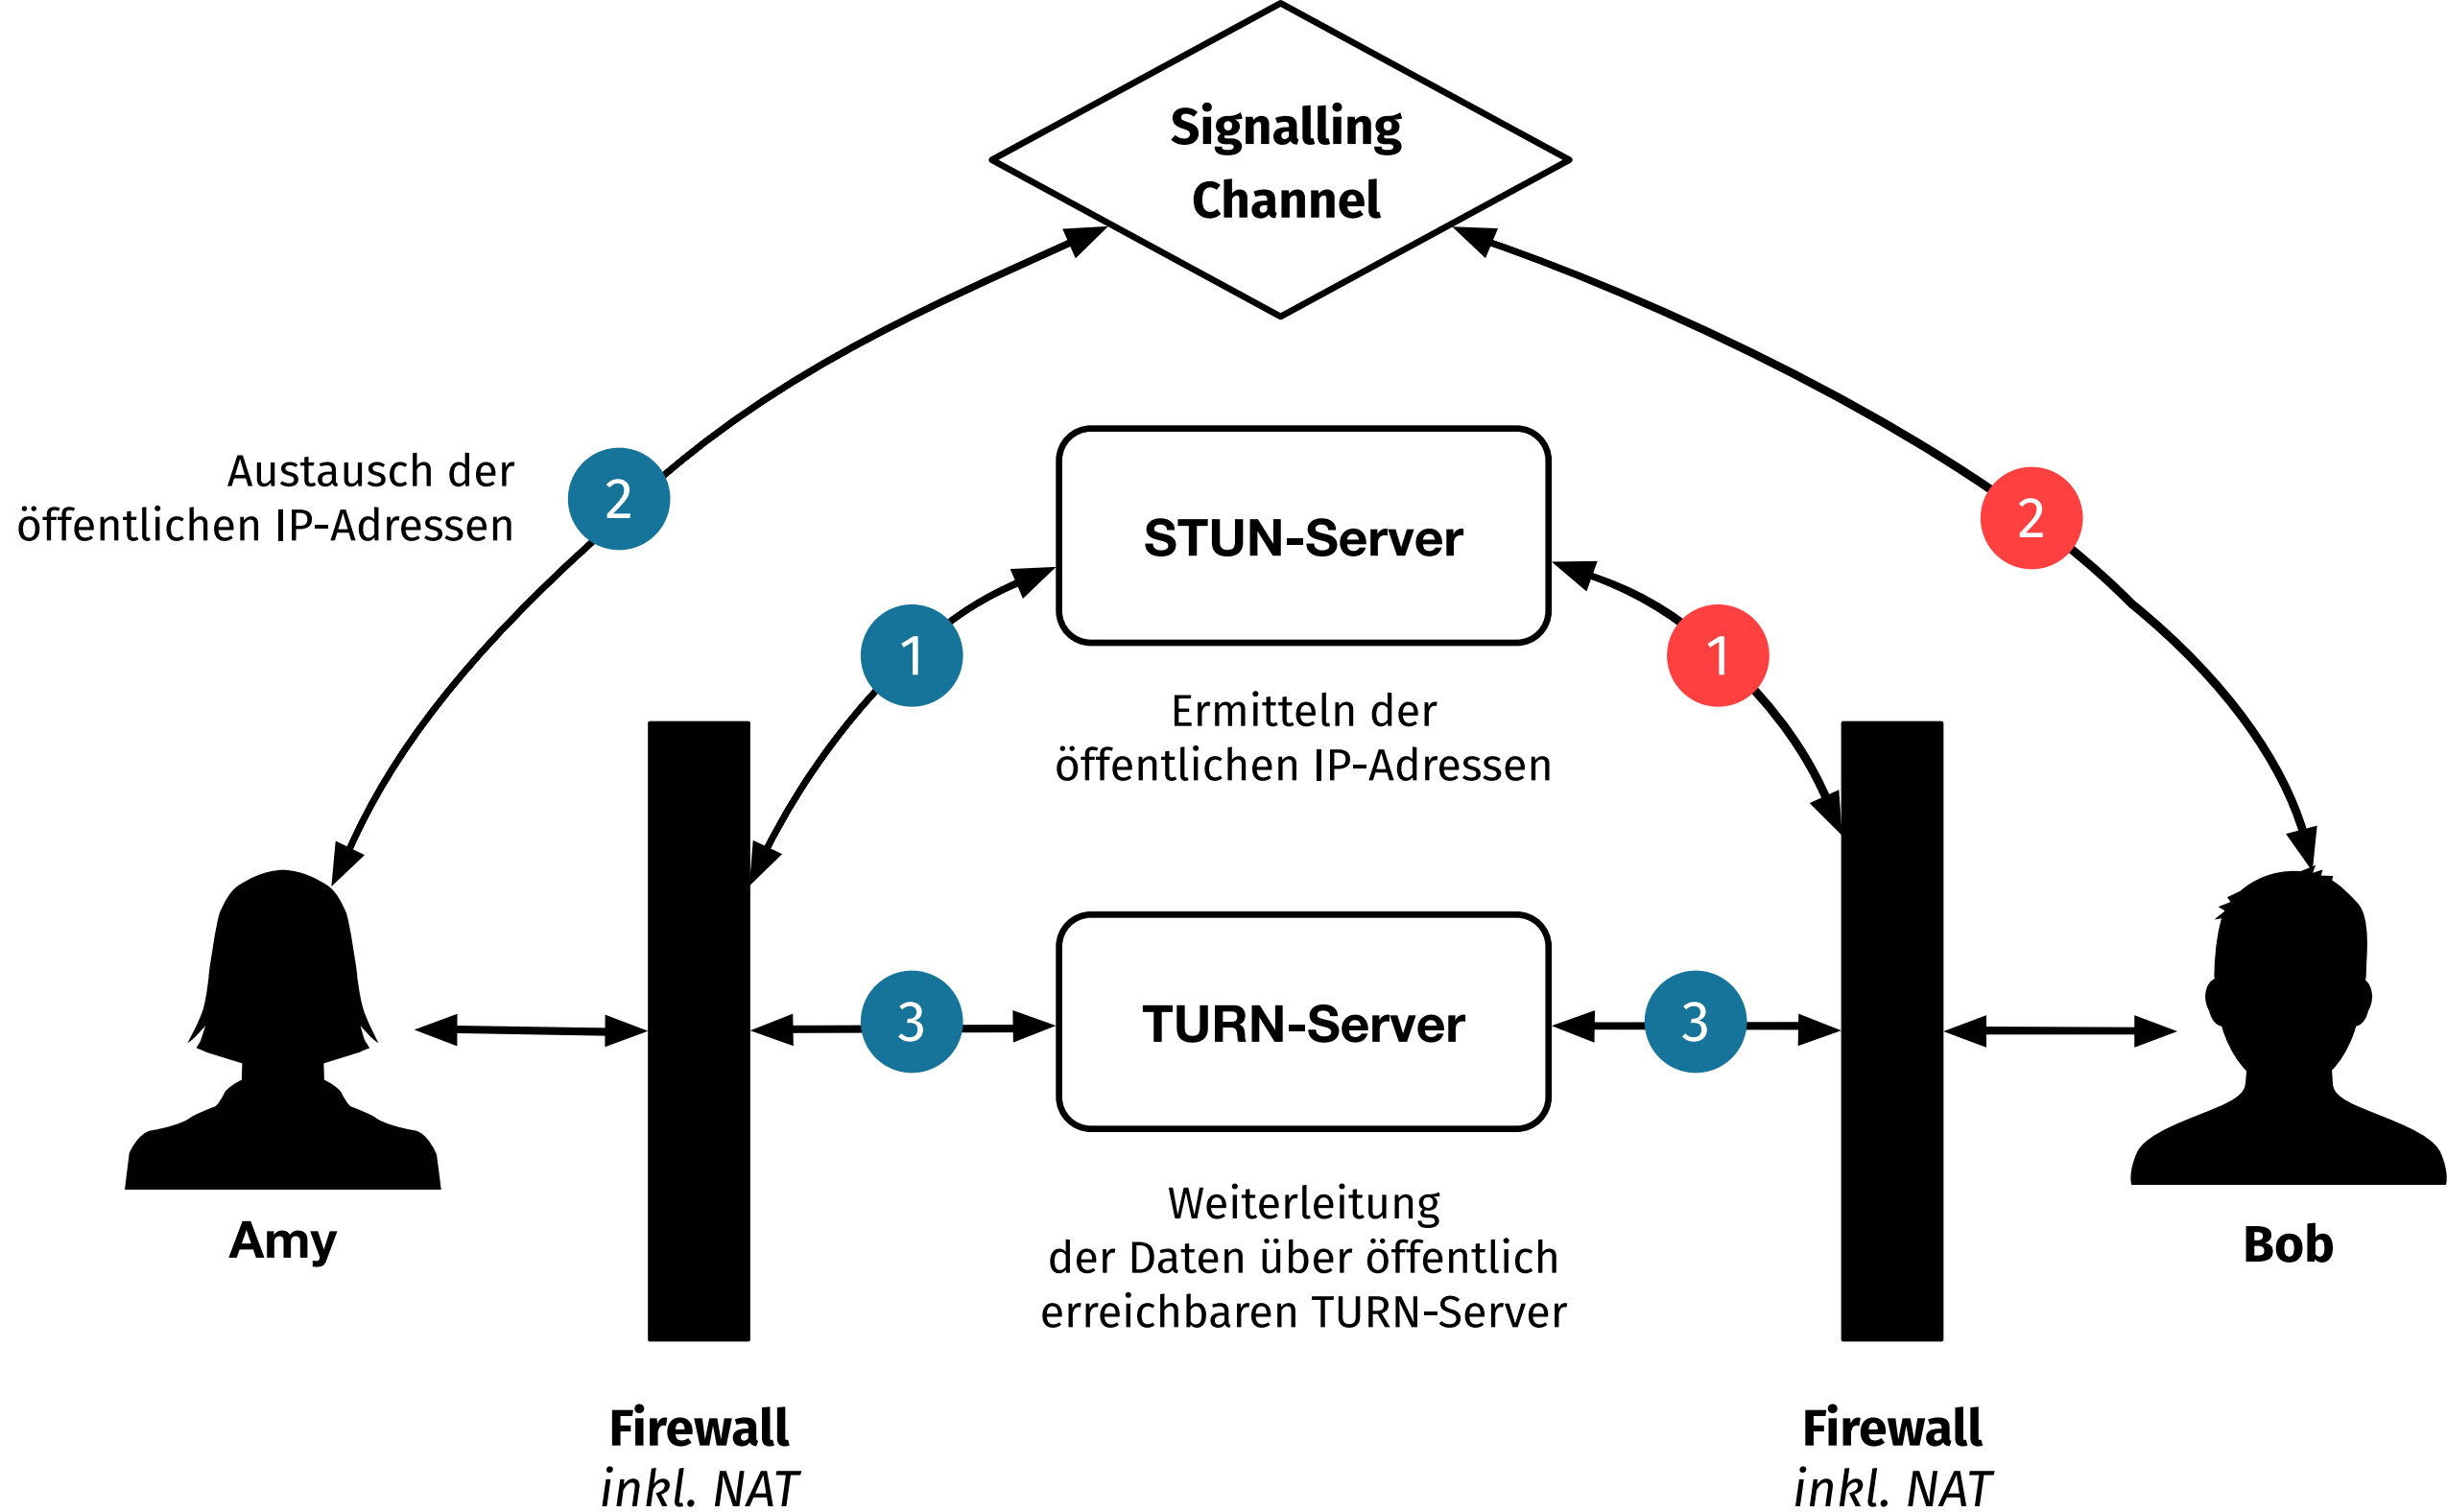 Signalling
Channel
Austausch der
öffentlichen IP-Adressen
2
2
STUN-Server
1
1
Ermitteln der
öffentlichen IP-Adressen
3
TURN-Server
3
Weiterleitung
der Daten über öffentlich
erreichbaren TURN-Server
Amy
Bob
Firewall
inkl. NAT
Firewall
inkl. NAT